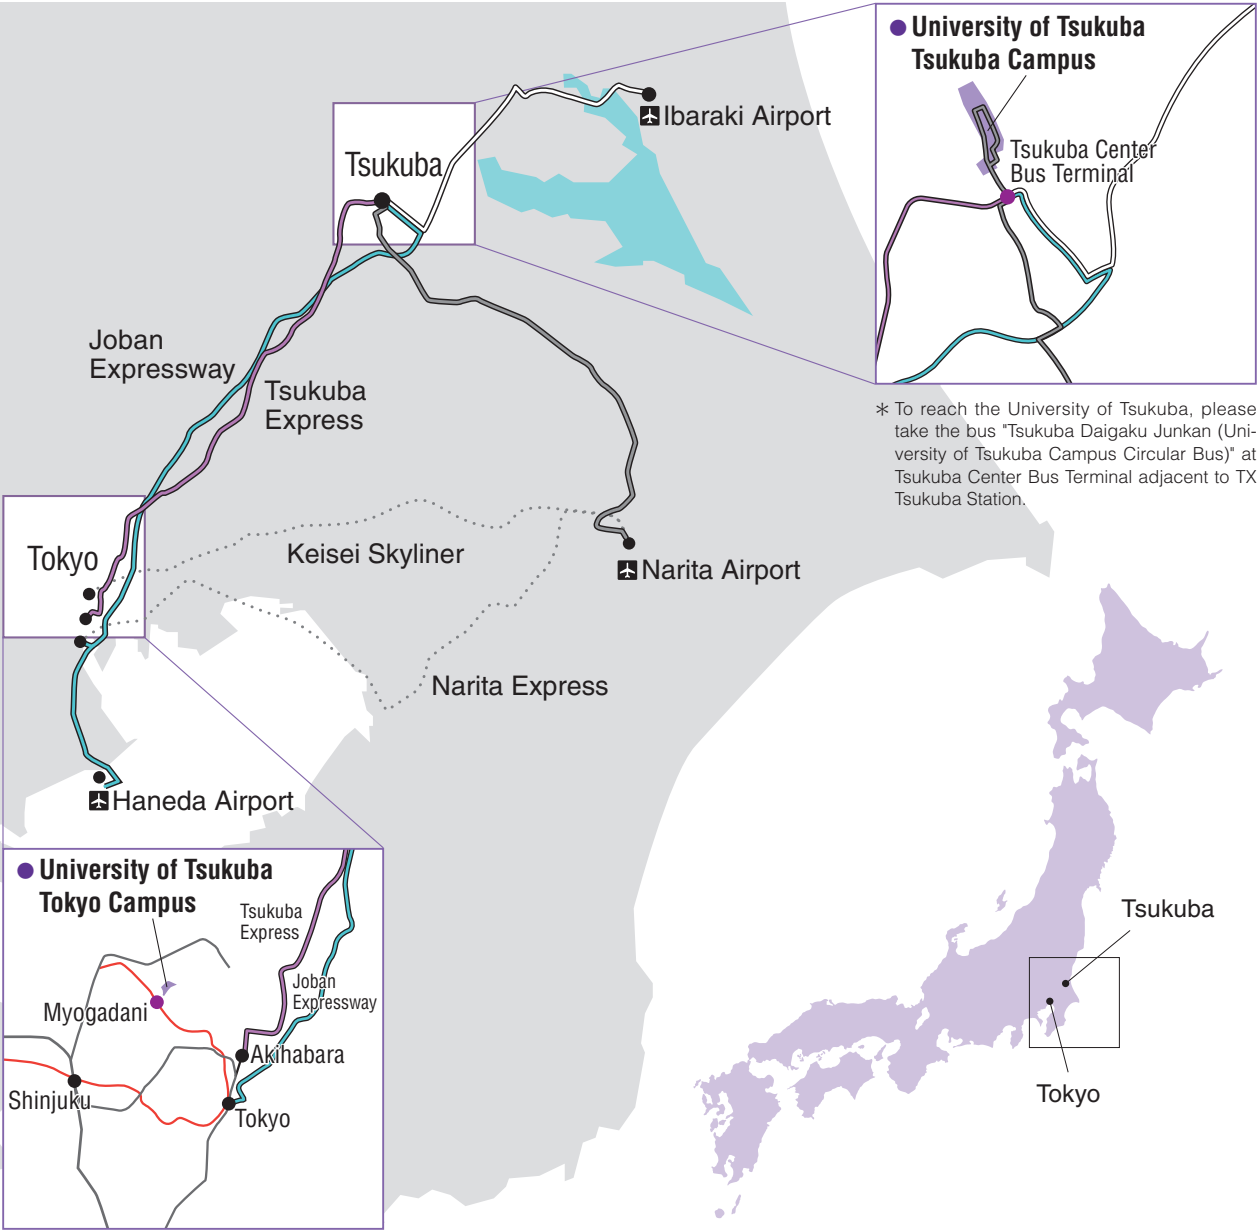 University of Tsukuba
Tsukuba Campus
Tsukuba Center
Bus Terminal
Ibaraki Airport
Tsukuba
Joban
Expressway
Tsukuba
Express
＊ To reach the University of Tsukuba, please
take the bus "Tsukuba Daigaku Junkan (Uni-
versity of Tsukuba Campus Circular Bus)" at
Tsukuba Center Bus Terminal adjacent to TX
Tsukuba Station.
Tokyo
Keisei Skyliner
Narita Airport
Narita Express
Haneda Airport
University of Tsukuba
Tokyo Campus
Tsukuba
Express
Joban
Expressway
Myogadani
Akihabara
Shinjuku
Tokyo
Tsukuba
Tokyo